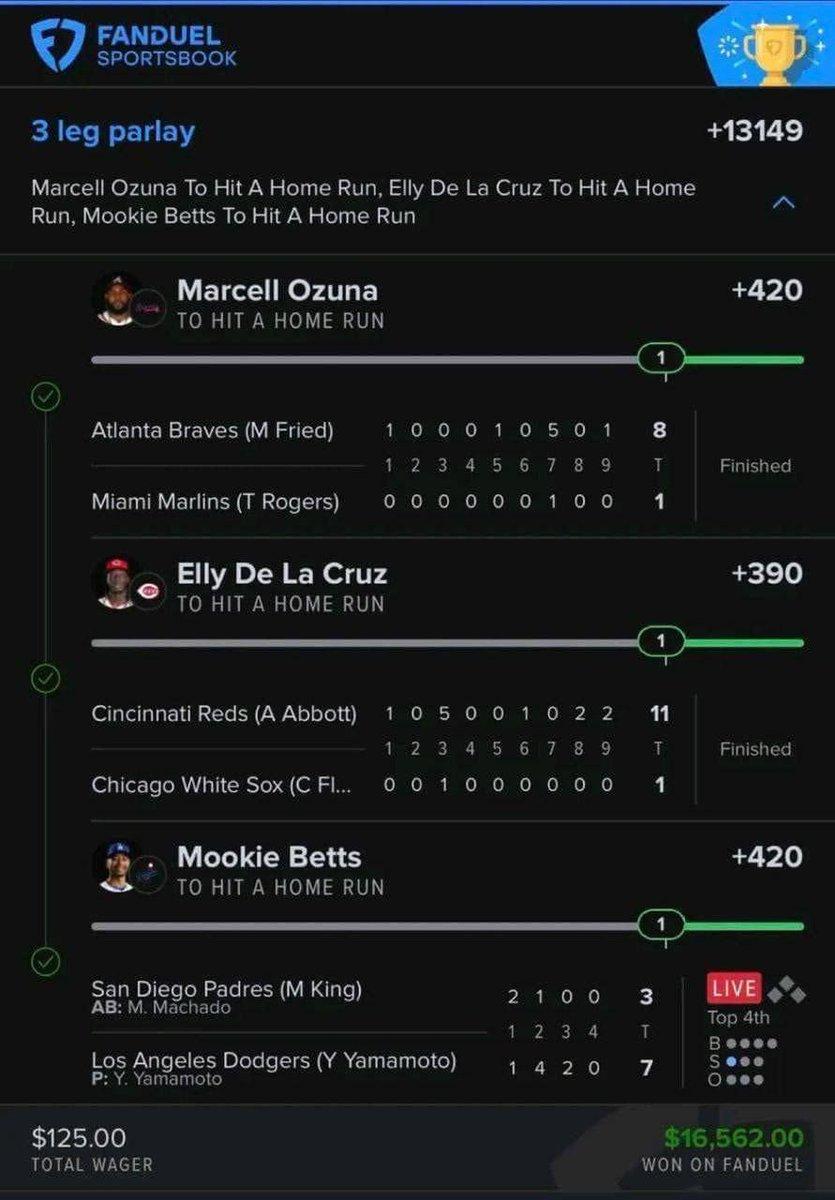 FANDUEL
SPORTSBOOK
3 leg parlay +13149
Marcell Ozuna To Hit A Home Run, Elly De La Cruz To Hit A Home
Run, Mookie Betts To Hit A Home Run
Marcell Ozuna +420
TO HIT A HOME RUN
1
Atlanta Braves (M Fried) 1 0 0 0 1 0 5 0 1 8
1 2 3 4 5 6 7 8 9 T Finished
Miami Marlins (T Rogers) 0 0 0 0 0 0 1 0 0 1
Elly De La Cruz +390
TO HIT A HOME RUN
1
Cincinnati Reds (A Abbott) 1 0 5 0 0 1 0 2 2 11
1 2 3 4 5 6 7 8 9 T Finished
Chicago White Sox (C Fl... 0 0 1 0 0 0 0 0 0 1
Mookie Betts +420
TO HIT A HOME RUN
1
San Diego Padres (M King) 2 1 0 0 3 LIVE
AB: M. Machado
Top 4th
1 2 3 4 T
B
Los Angeles Dodgers (Y Yamamoto) 1 4 2 0 7 S
P: Y. Yamamoto O
$125.00 $16,562.00
TOTAL WAGER WON ON FANDUEL